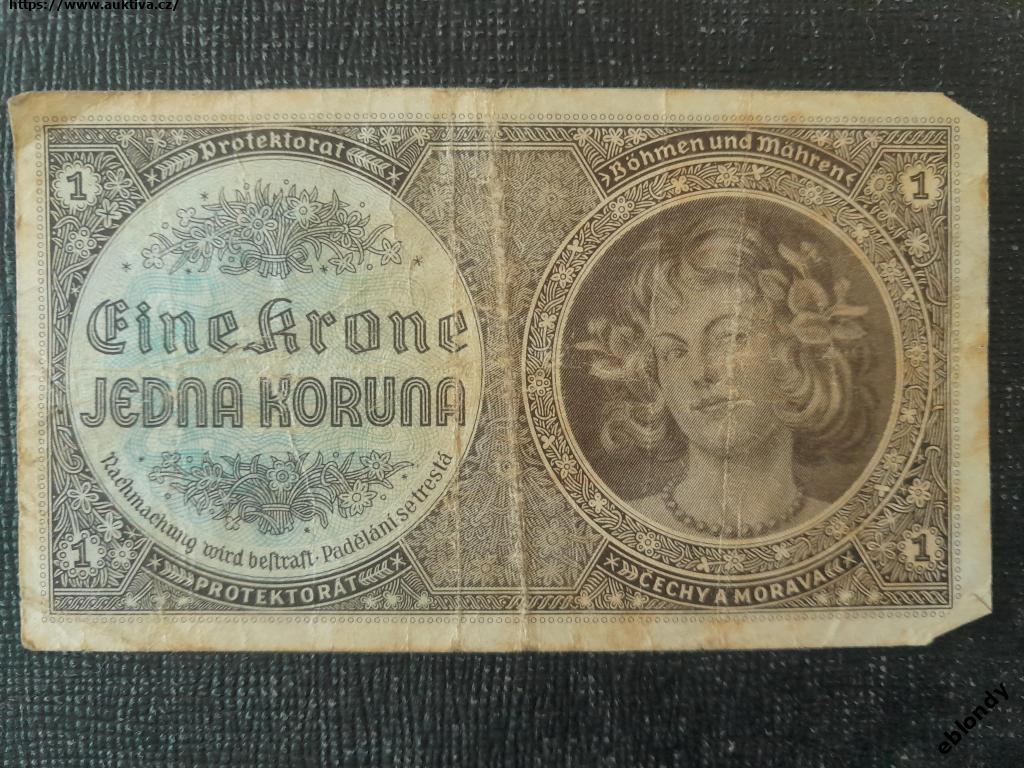 https://www.auktiva.cz/
Protektorat
Böhmen und Mähren
1
1
Eine Krone
JEDNA KORUNA
Nachmachung wird bestraft · Padělání se trestá
1
1
PROTEKTORÁT
ČECHY A MORAVA
eblondy